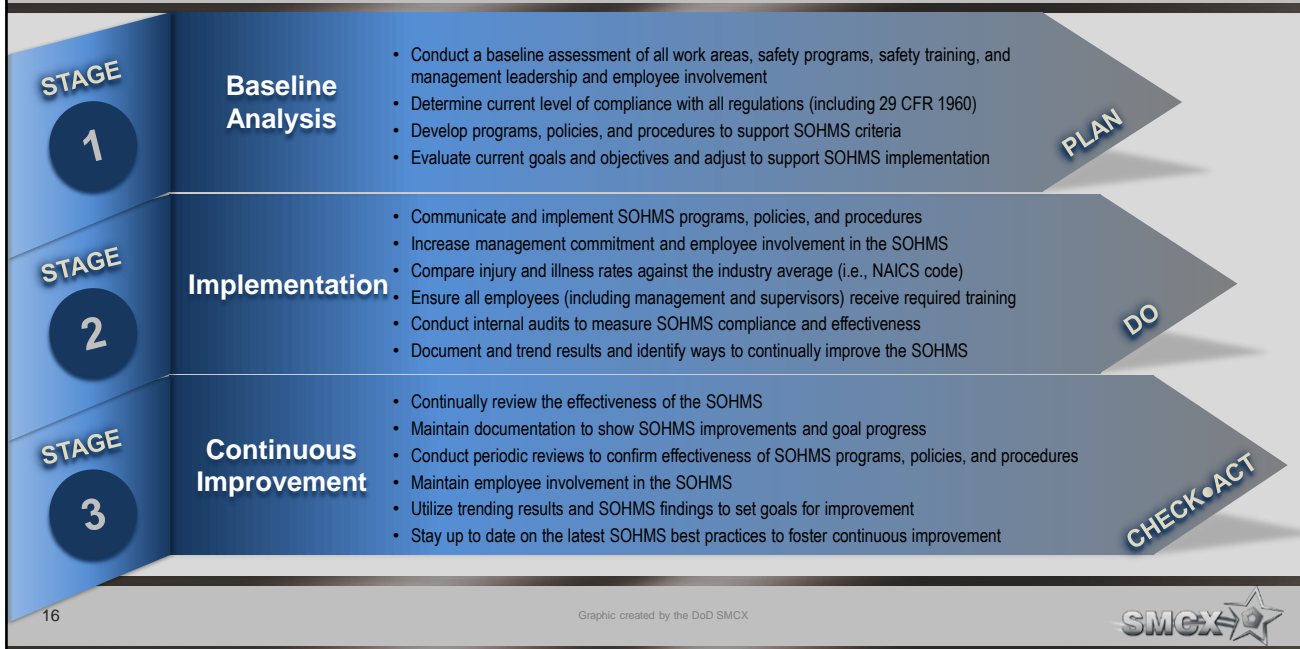 STAGE
1
Baseline
Analysis
• Conduct a baseline assessment of all work areas, safety programs, safety training, and
management leadership and employee involvement
• Determine current level of compliance with all regulations (including 29 CFR 1960)
• Develop programs, policies, and procedures to support SOHMS criteria
• Evaluate current goals and objectives and adjust to support SOHMS implementation
PLAN
STAGE
2
Implementation
• Communicate and implement SOHMS programs, policies, and procedures
• Increase management commitment and employee involvement in the SOHMS
• Compare injury and illness rates against the industry average (i.e., NAICS code)
• Ensure all employees (including management and supervisors) receive required training
• Conduct internal audits to measure SOHMS compliance and effectiveness
• Document and trend results and identify ways to continually improve the SOHMS
DO
STAGE
3
Continuous
Improvement
• Continually review the effectiveness of the SOHMS
• Maintain documentation to show SOHMS improvements and goal progress
• Conduct periodic reviews to confirm effectiveness of SOHMS programs, policies, and procedures
• Maintain employee involvement in the SOHMS
• Utilize trending results and SOHMS findings to set goals for improvement
• Stay up to date on the latest SOHMS best practices to foster continuous improvement
CHECK●ACT
16
Graphic created by the DoD SMCX
SMCX